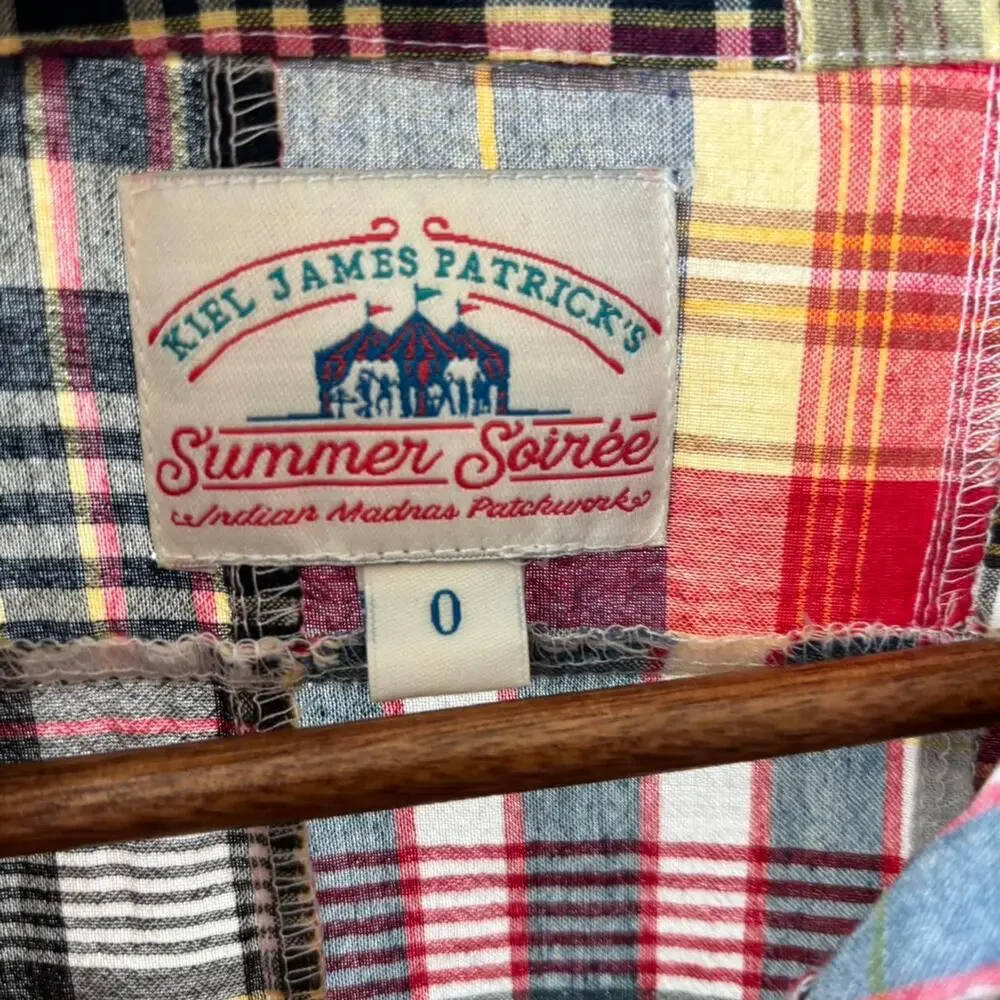 KIEL JAMES PATRICK'S
Summer Soirée
Indian Madras Patchwork
0